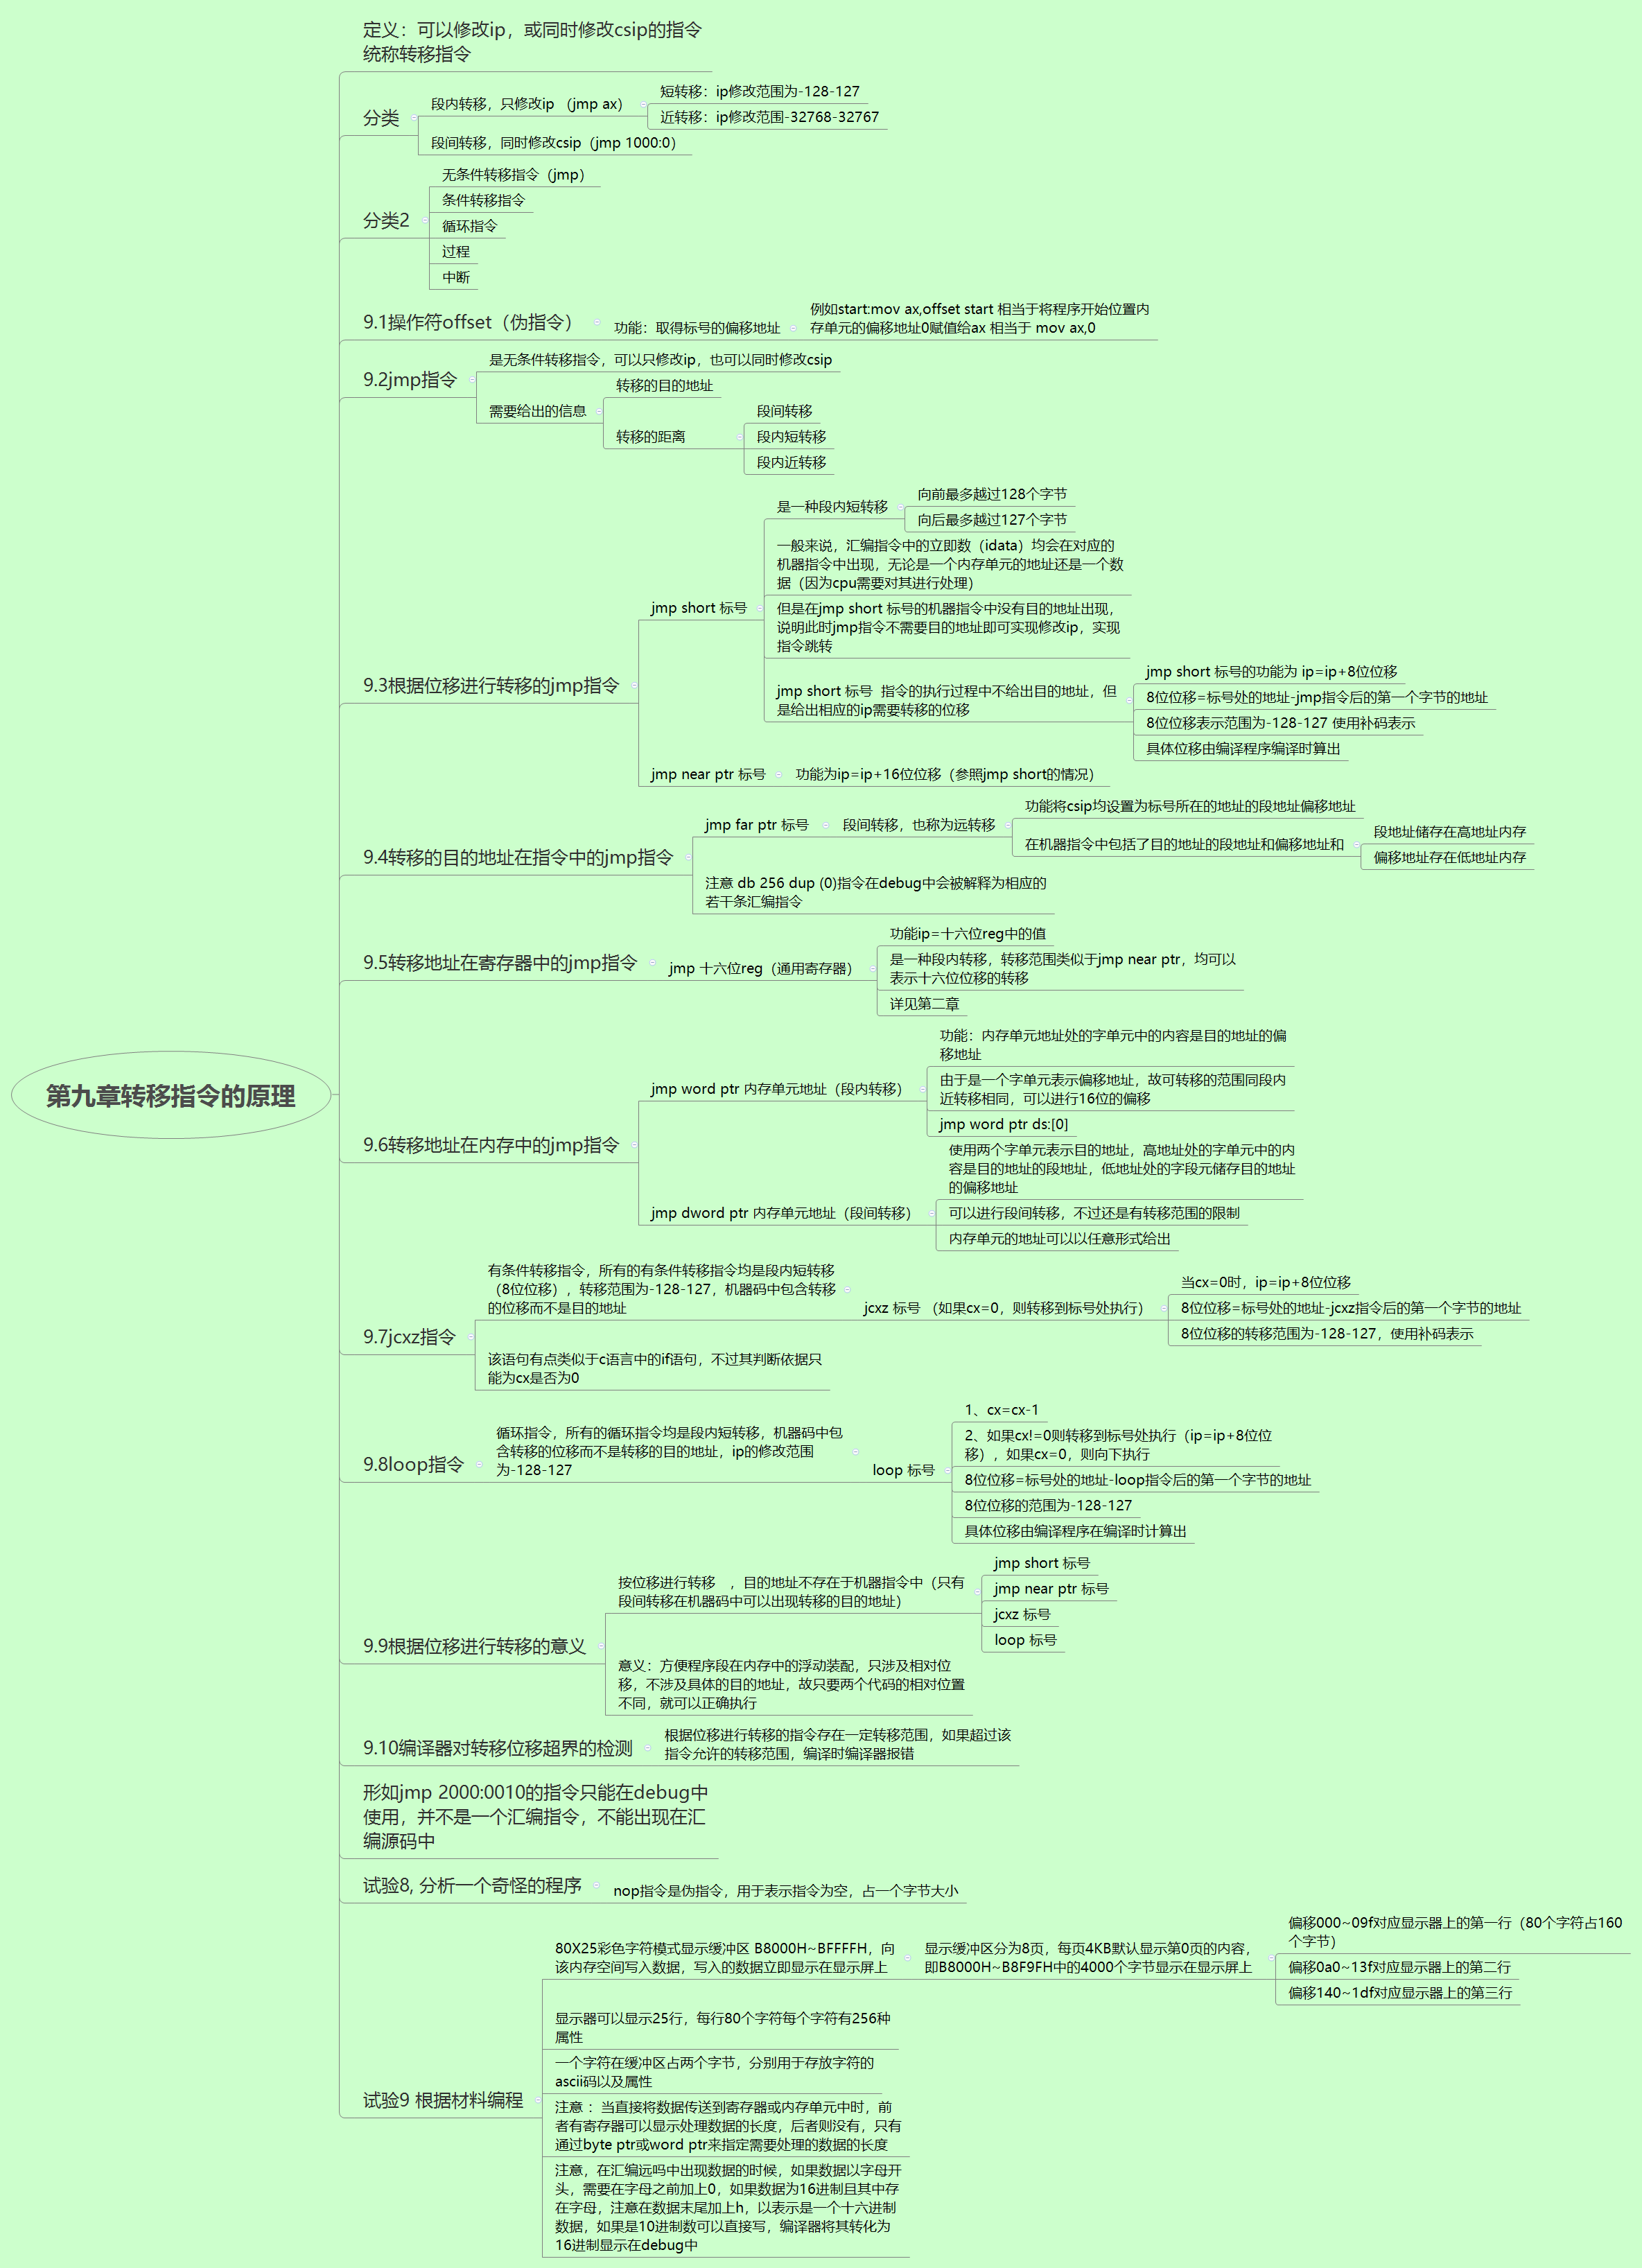 定义：可以修改ip，或同时修改csip的指令
统称转移指令
分类
段内转移，只修改ip （jmp ax）
短转移：ip修改范围为-128-127
近转移：ip修改范围-32768-32767
段间转移，同时修改csip（jmp 1000:0）
分类2
无条件转移指令（jmp）
条件转移指令
循环指令
过程
中断
9.1操作符offset（伪指令）
功能：取得标号的偏移地址
例如start:mov ax,offset start 相当于将程序开始位置内
存单元的偏移地址0赋值给ax 相当于 mov ax,0
9.2jmp指令
是无条件转移指令，可以只修改ip，也可以同时修改csip
需要给出的信息
转移的目的地址
转移的距离
段间转移
段内短转移
段内近转移
9.3根据位移进行转移的jmp指令
jmp short 标号
是一种段内短转移
向前最多越过128个字节
向后最多越过127个字节
一般来说，汇编指令中的立即数（idata）均会在对应的
机器指令中出现，无论是一个内存单元的地址还是一个数
据（因为cpu需要对其进行处理）
但是在jmp short 标号的机器指令中没有目的地址出现，
说明此时jmp指令不需要目的地址即可实现修改ip，实现
指令跳转
jmp short 标号  指令的执行过程中不给出目的地址，但
是给出相应的ip需要转移的位移
jmp short 标号的功能为 ip=ip+8位位移
8位位移=标号处的地址-jmp指令后的第一个字节的地址
8位位移表示范围为-128-127 使用补码表示
具体位移由编译程序编译时算出
jmp near ptr 标号
功能为ip=ip+16位位移（参照jmp short的情况）
9.4转移的目的地址在指令中的jmp指令
jmp far ptr 标号
段间转移，也称为远转移
功能将csip均设置为标号所在的地址的段地址偏移地址
在机器指令中包括了目的地址的段地址和偏移地址和
段地址储存在高地址内存
偏移地址存在低地址内存
注意 db 256 dup (0)指令在debug中会被解释为相应的
若干条汇编指令
9.5转移地址在寄存器中的jmp指令
jmp 十六位reg（通用寄存器）
功能ip=十六位reg中的值
是一种段内转移，转移范围类似于jmp near ptr，均可以
表示十六位位移的转移
详见第二章
第九章转移指令的原理
9.6转移地址在内存中的jmp指令
jmp word ptr 内存单元地址（段内转移）
功能：内存单元地址处的字单元中的内容是目的地址的偏
移地址
由于是一个字单元表示偏移地址，故可转移的范围同段内
近转移相同，可以进行16位的偏移
jmp word ptr ds:[0]
jmp dword ptr 内存单元地址（段间转移）
使用两个字单元表示目的地址，高地址处的字单元中的内
容是目的地址的段地址，低地址处的字段元储存目的地址
的偏移地址
可以进行段间转移，不过还是有转移范围的限制
内存单元的地址可以以任意形式给出
9.7jcxz指令
有条件转移指令，所有的有条件转移指令均是段内短转移
（8位位移），转移范围为-128-127，机器码中包含转移
的位移而不是目的地址
jcxz 标号 （如果cx=0，则转移到标号处执行）
当cx=0时，ip=ip+8位位移
8位位移=标号处的地址-jcxz指令后的第一个字节的地址
8位位移的转移范围为-128-127，使用补码表示
该语句有点类似于c语言中的if语句，不过其判断依据只
能为cx是否为0
9.8loop指令
循环指令，所有的循环指令均是段内短转移，机器码中包
含转移的位移而不是转移的目的地址，ip的修改范围
为-128-127
loop 标号
1、cx=cx-1
2、如果cx!=0则转移到标号处执行（ip=ip+8位位
移），如果cx=0，则向下执行
8位位移=标号处的地址-loop指令后的第一个字节的地址
8位位移的范围为-128-127
具体位移由编译程序在编译时计算出
9.9根据位移进行转移的意义
按位移进行转移   ，目的地址不存在于机器指令中（只有
段间转移在机器码中可以出现转移的目的地址）
jmp short 标号
jmp near ptr 标号
jcxz 标号
loop 标号
意义：方便程序段在内存中的浮动装配，只涉及相对位
移，不涉及具体的目的地址，故只要两个代码的相对位置
不同，就可以正确执行
9.10编译器对转移位移超界的检测
根据位移进行转移的指令存在一定转移范围，如果超过该
指令允许的转移范围，编译时编译器报错
形如jmp 2000:0010的指令只能在debug中
使用，并不是一个汇编指令，不能出现在汇
编源码中
试验8, 分析一个奇怪的程序
nop指令是伪指令，用于表示指令为空，占一个字节大小
试验9 根据材料编程
80X25彩色字符模式显示缓冲区 B8000H~BFFFFH，向
该内存空间写入数据，写入的数据立即显示在显示屏上
显示缓冲区分为8页，每页4KB默认显示第0页的内容，
即B8000H~B8F9FH中的4000个字节显示在显示屏上
偏移000~09f对应显示器上的第一行（80个字符占160
个字节）
偏移0a0~13f对应显示器上的第二行
偏移140~1df对应显示器上的第三行
显示器可以显示25行，每行80个字符每个字符有256种
属性
一个字符在缓冲区占两个字节，分别用于存放字符的
ascii码以及属性
注意 ：当直接将数据传送到寄存器或内存单元中时，前
者有寄存器可以显示处理数据的长度，后者则没有，只有
通过byte ptr或word ptr来指定需要处理的数据的长度
注意，在汇编远吗中出现数据的时候，如果数据以字母开
头，需要在字母之前加上0，如果数据为16进制且其中存
在字母，注意在数据末尾加上h，以表示是一个十六进制
数据，如果是10进制数可以直接写，编译器将其转化为
16进制显示在debug中